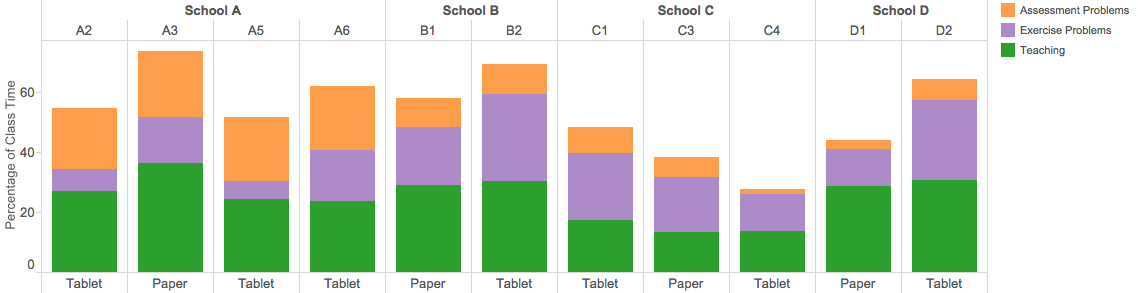 School A School B School C School D
A2 A3 A5 A6 B1 B2 C1 C3 C4 D1 D2
Assessment Problems
Exercise Problems
Teaching
Percentage of Class Time
60
40
20
0
Tablet Paper Tablet Tablet Paper Tablet Tablet Paper Tablet Paper Tablet